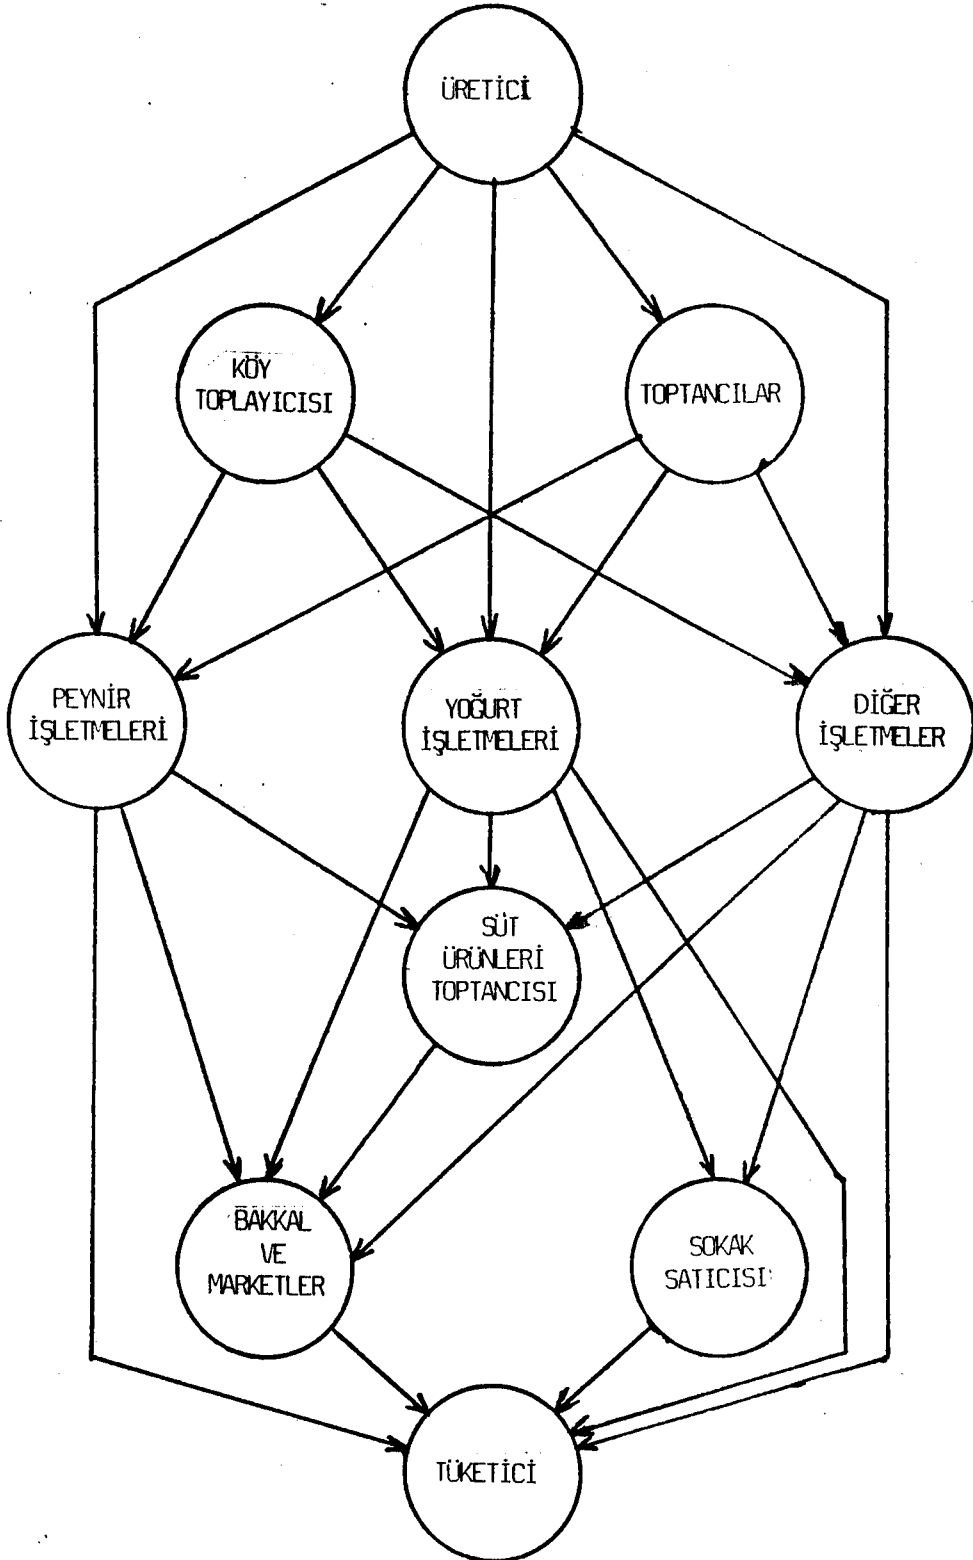 ÜRETİCİ
KÖY
TOPLAYICISI
TOPTANCILAR
PEYNİR
İŞLETMELERİ
YOĞURT
İŞLETMELERİ
DİĞER
İŞLETMELER
SÜT
ÜRÜNLERİ
TOPTANCISI
BAKKAL
VE
MARKETLER
SOKAK
SATICISI
TÜKETİCİ